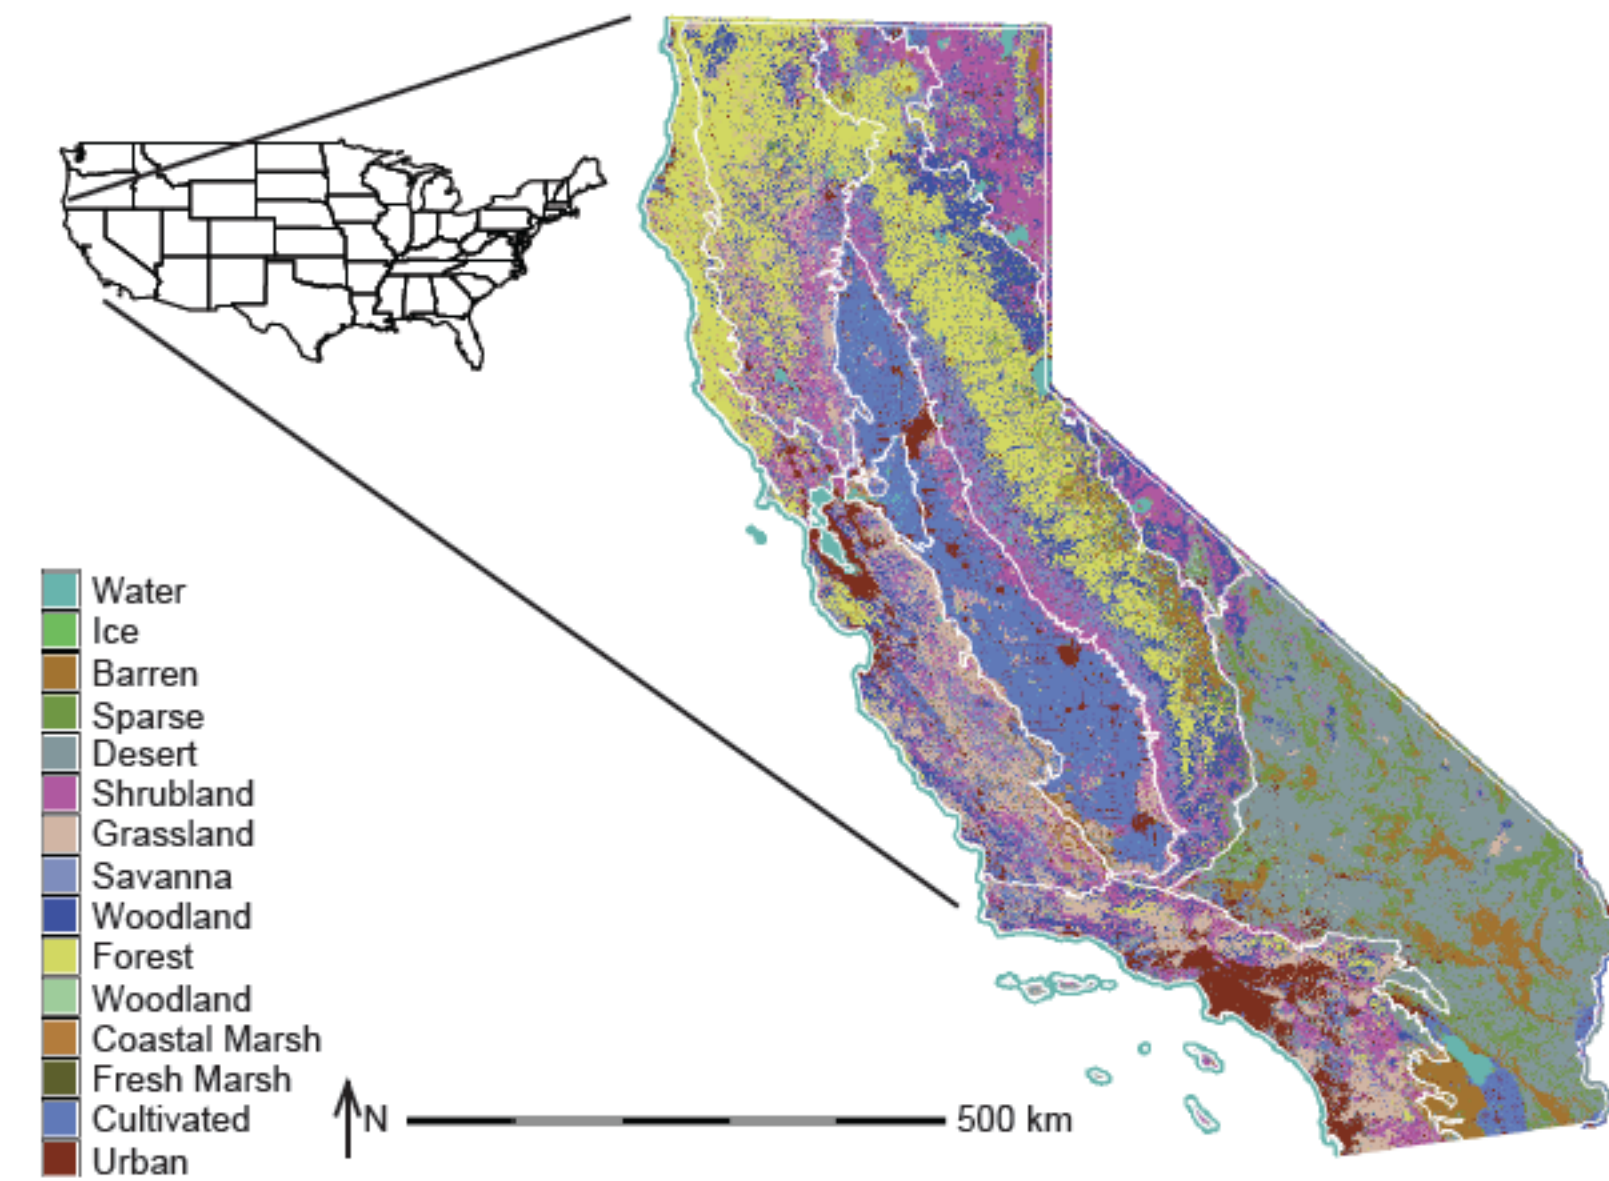 Water
Ice
Barren
Sparse
Desert
Shrubland
Grassland
Savanna
Woodland
Forest
Woodland
Coastal Marsh
Fresh Marsh
Cultivated
Urban
N
500 km